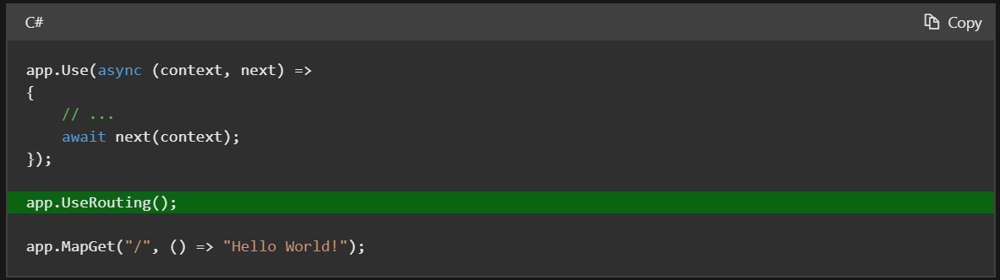 C#
Copy
app.Use(async (context, next) =>
{
    // ...
    await next(context);
});
app.UseRouting();
app.MapGet("/", () => "Hello World!");